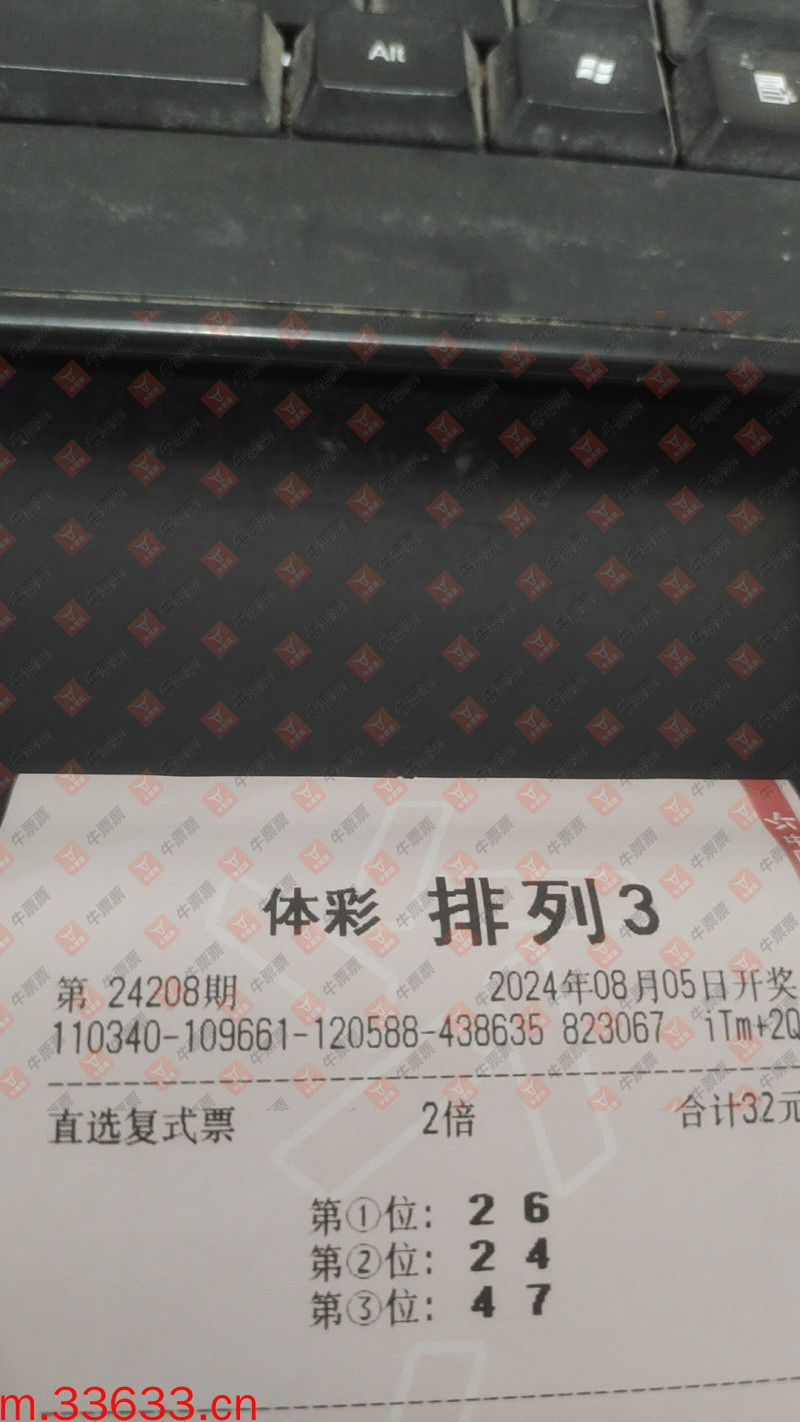 Alt
体彩 排列3
第 24208期 2024年08月05日开奖
110340-109661-120588-438635 823067 iTm+2Q
直选复式票 2倍 合计32元
第①位: 2 6
第②位: 2 4
第③位: 4 7
牛票票
m.33633.cn